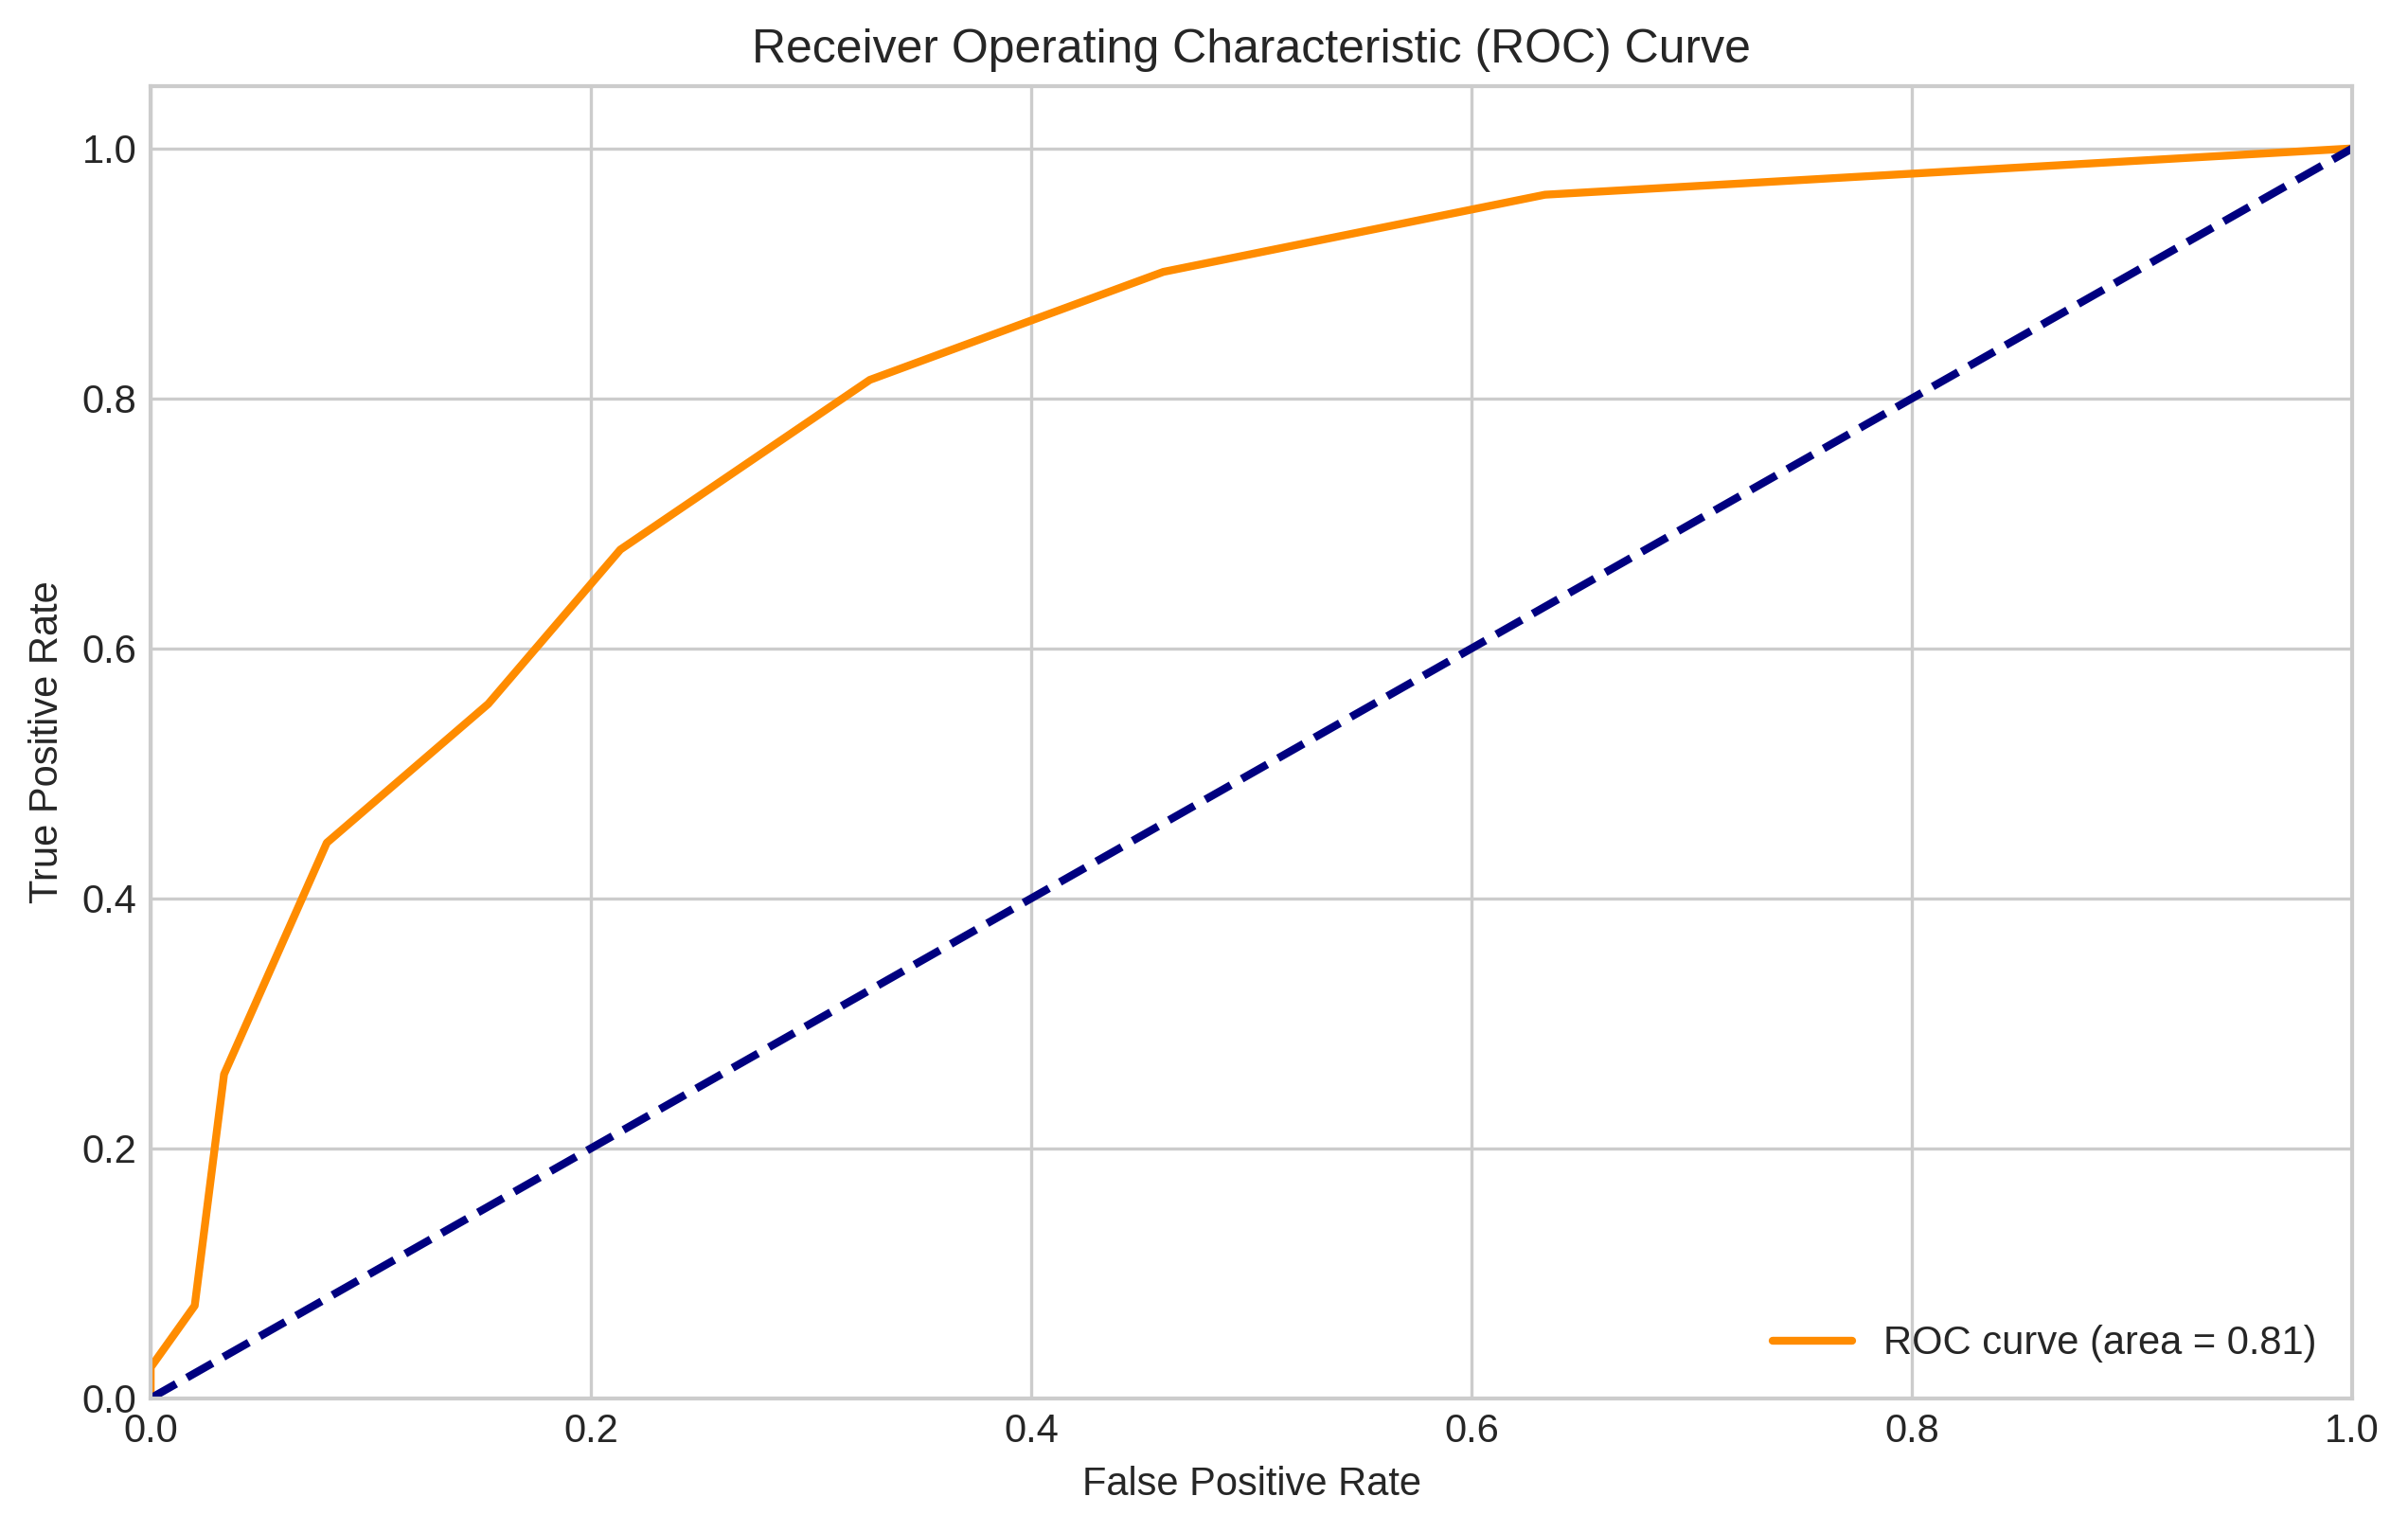 Receiver Operating Characteristic (ROC) Curve
1.0
0.8
0.6
0.4
0.2
0.0
True Positive Rate
ROC curve (area = 0.81)
0.0 0.2 0.4 0.6 0.8 1.0
False Positive Rate